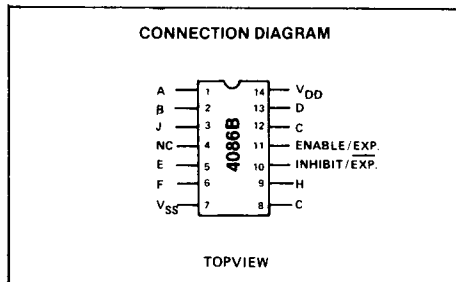 CONNECTION DIAGRAM
A 1 14 VDD
B 2 13 D
J 3 12 C
NC 4 11 ENABLE/EXP.
E 5 10 INHIBIT/EXP.
F 6 9 H
VSS 7 8 C
4086B
TOPVIEW